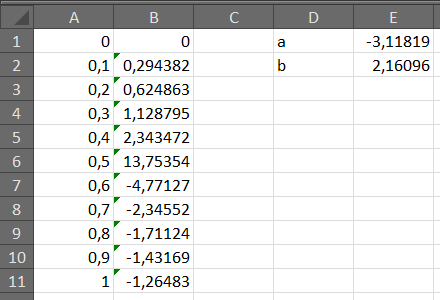 A B C D E
1 0 0 a -3,11819
2 0,1 0,294382 b 2,16096
3 0,2 0,624863
4 0,3 1,128795
5 0,4 2,343472
6 0,5 13,75354
7 0,6 -4,77127
8 0,7 -2,34552
9 0,8 -1,71124
10 0,9 -1,43169
11 1 -1,26483